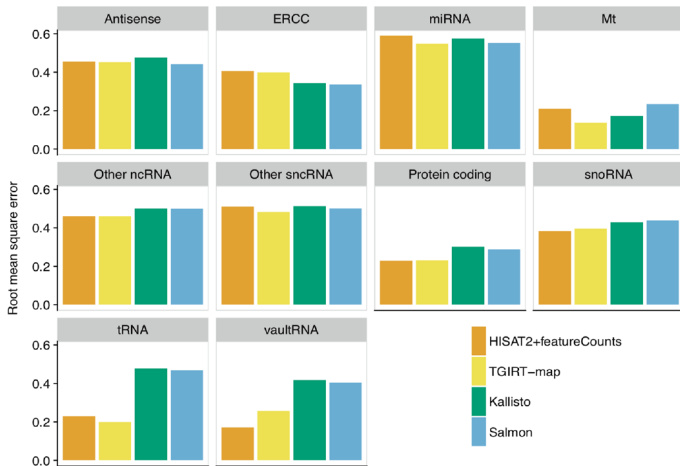 Antisense ERCC miRNA Mt
0.6
0.4
0.2
0.0
Other ncRNA Other sncRNA Protein coding snoRNA
0.6
0.4
0.2
0.0
tRNA vaultRNA
0.6
0.4
0.2
0.0
Root mean square error
HISAT2+featureCounts
TGIRT-map
Kallisto
Salmon